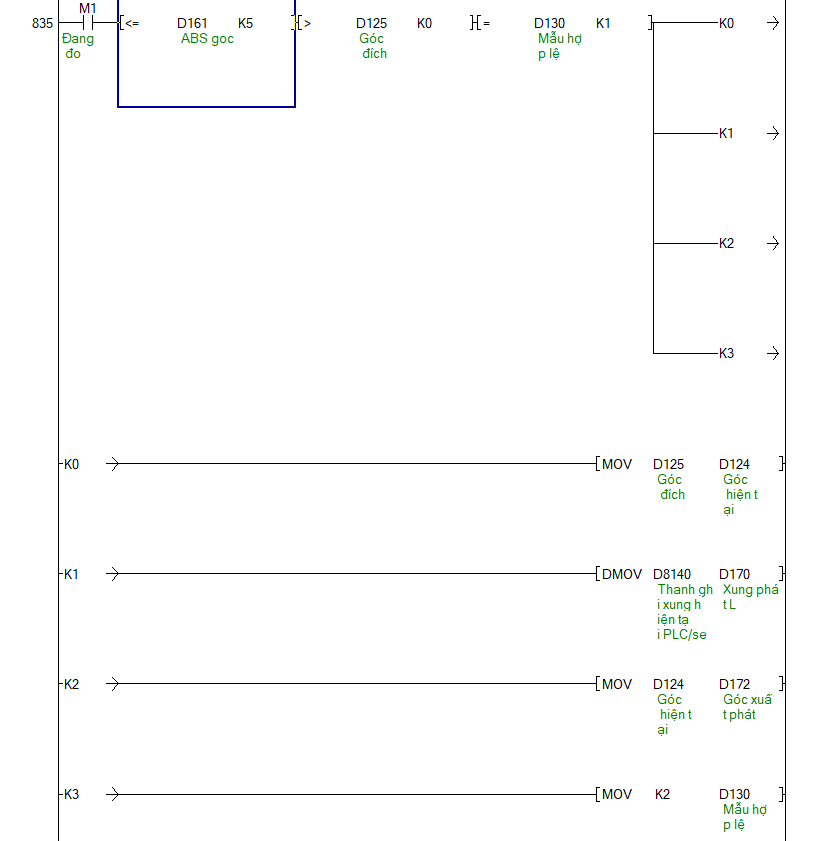 M1
835 <= D161 K5 > D125 K0 = D130 K1 K0
Đang ABS goc Góc Mẫu hợ
đo đích p lệ
K1
K2
K3
K0 MOV D125 D124
Góc Góc
đích hiện t
ại
K1 DMOV D8140 D170
Thanh gh Xung phá
i xung h t L
iện tạ
i PLC/se
K2 MOV D124 D172
Góc Góc xuấ
hiện t t phát
ại
K3 MOV K2 D130
Mẫu hợ
p lệ